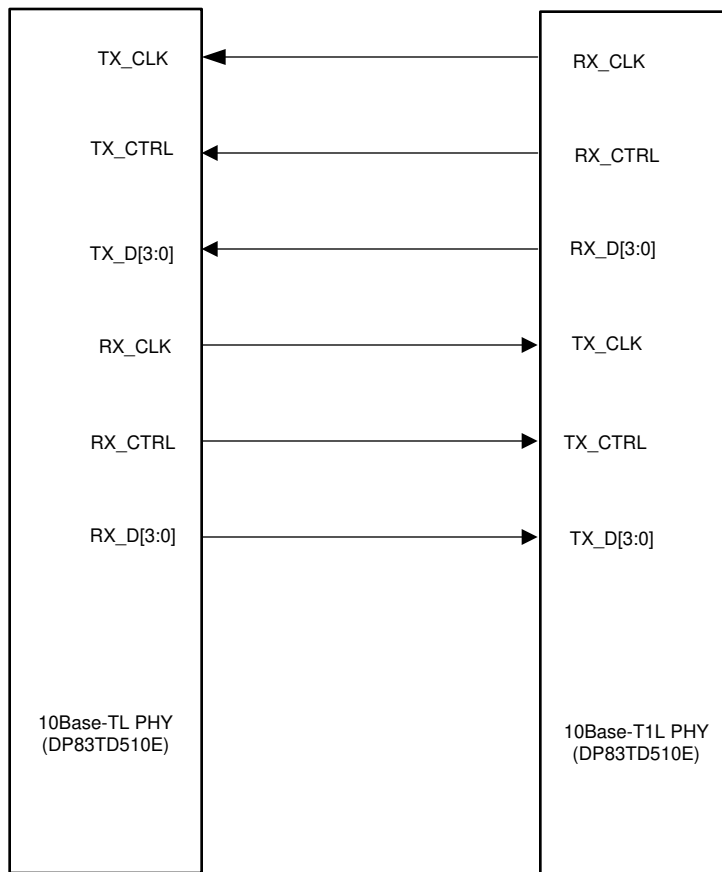 TX_CLK
RX_CLK
TX_CTRL
RX_CTRL
TX_D[3:0]
RX_D[3:0]
RX_CLK
TX_CLK
RX_CTRL
TX_CTRL
RX_D[3:0]
TX_D[3:0]
10Base-TL PHY
(DP83TD510E)
10Base-T1L PHY
(DP83TD510E)